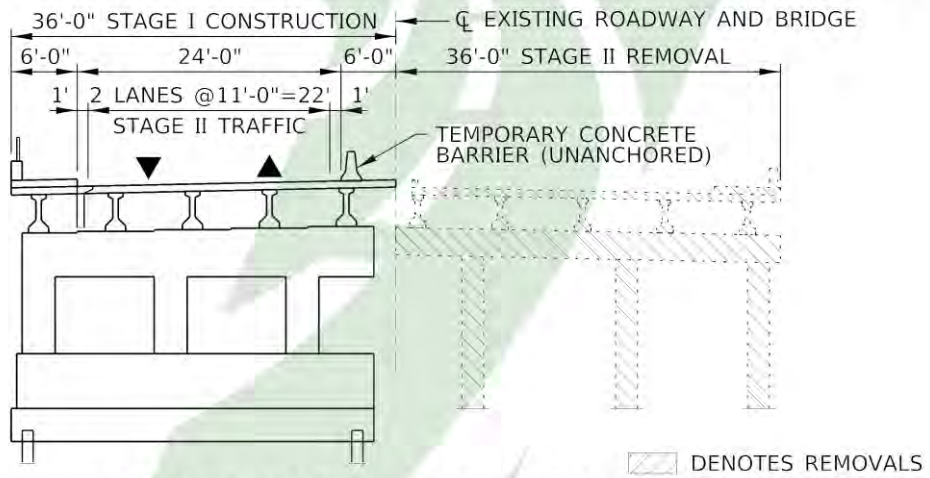 36'-0" STAGE I CONSTRUCTION
℄ EXISTING ROADWAY AND BRIDGE
6'-0" 24'-0" 6'-0" 36'-0" STAGE II REMOVAL
1' 2 LANES @11'-0"=22' 1'
STAGE II TRAFFIC
TEMPORARY CONCRETE
BARRIER (UNANCHORED)
DENOTES REMOVALS